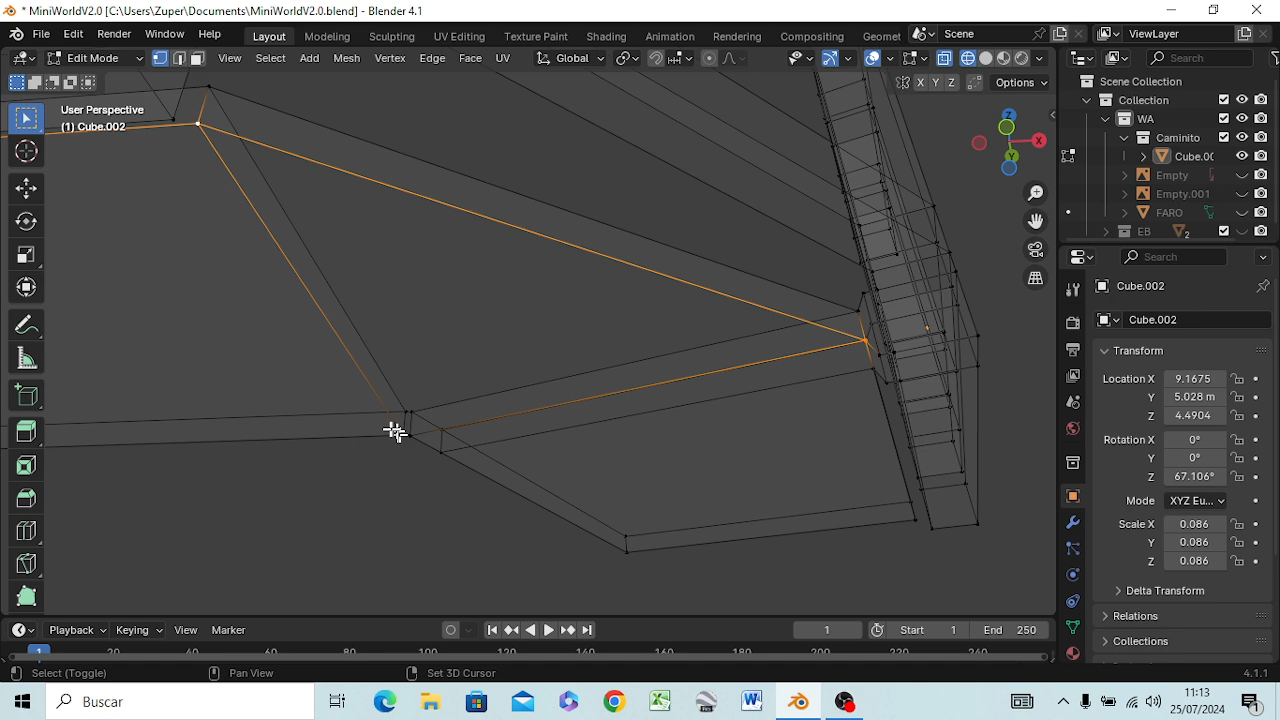 * MiniWorldV2.0 [C:\Users\Zuper\Documents\MiniWorldV2.0.blend] - Blender 4.1
File Edit Render Window Help Layout Modeling Sculpting UV Editing Texture Paint Shading Animation Rendering Compositing Geomet Scene ViewLayer
Edit Mode View Select Add Mesh Vertex Edge Face UV Global Search
X Y Z Options
User Perspective
(1) Cube.002
Scene Collection
Collection
WA
Caminito
Cube.00
Empty
Empty.001
FARO
EB 2
Search
Cube.002
Cube.002
Transform
Location X 9.1675
Y 5.028 m
Z 4.4904
Rotation X 0°
Y 0°
Z 67.106°
Mode XYZ Eu...
Scale X 0.086
Y 0.086
Z 0.086
Delta Transform
Relations
Collections
Playback Keying View Marker 1 Start 1 End 250
1 20 40 60 80 100 120 140 160 180 200 220 240
Select (Toggle) Pan View Set 3D Cursor 4.1.1
Buscar
11:13
25/07/2024